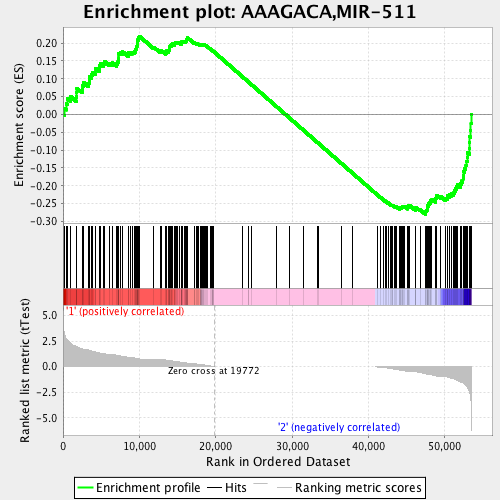 Enrichment plot: AAAGACA,MIR-511
Enrichment score (ES)
0.20
0.15
0.10
0.05
0.00
-0.05
-0.10
-0.15
-0.20
-0.25
-0.30
'1' (positively correlated)
Ranked list metric (tTest)
5.0
2.5
0.0
-2.5
-5.0
Zero cross at 19772
'2' (negatively correlated)
0
10,000
20,000
30,000
40,000
50,000
Rank in Ordered Dataset
Enrichment profile
Hits
Ranking metric scores